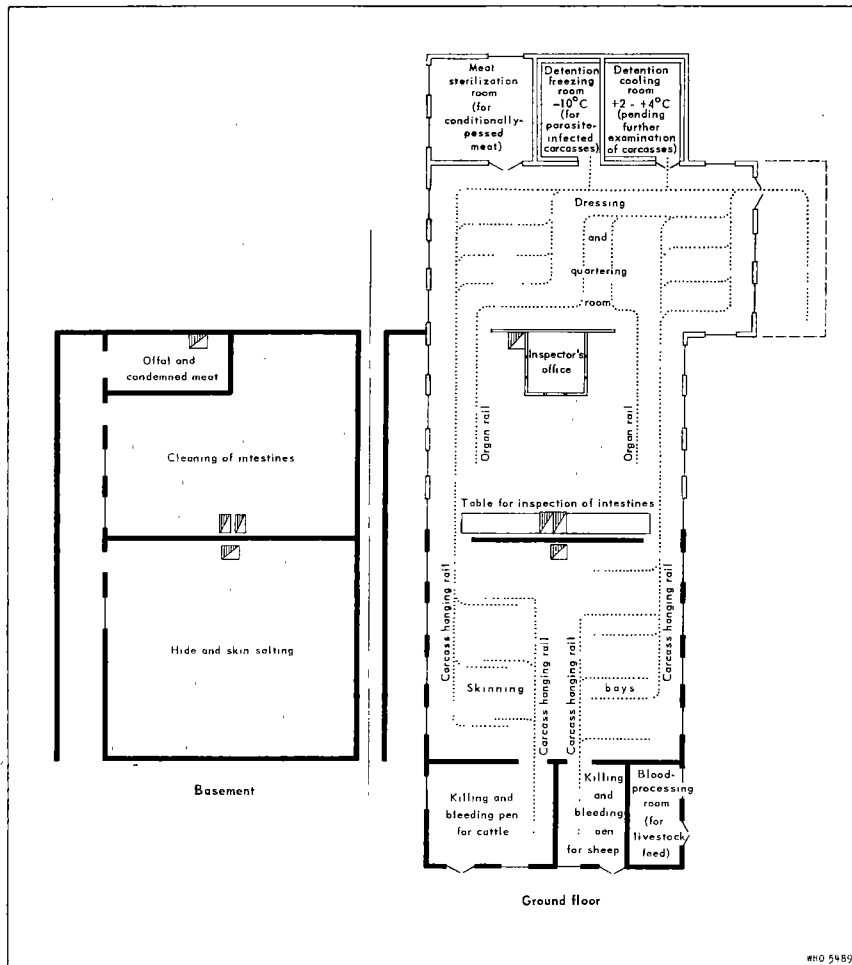 Meat
sterilization
room
(for
conditionally-
pessed
meat)
Detention
freezing
room
–10°C
(for
parasite-
infected
carcasses)
Detention
cooling
room
+2 - +4°C
(pending
further
examination
of carcasses)
Dressing
and
quartering
room
Inspector's
office
Organ rail
Organ rail
Table for inspection of intestines
Carcass hanging rail
Carcass hanging rail
Carcass hanging rail
Carcass hanging rail
Skinning
bays
Killing and
bleeding pen
for cattle
Killing
and
bleeding
pen
for sheep
Blood-
processing
room
(for
livestock
feed)
Ground floor
Offal and
condemned meat
Cleaning of intestines
Hide and skin salting
Basement
WHO 5489